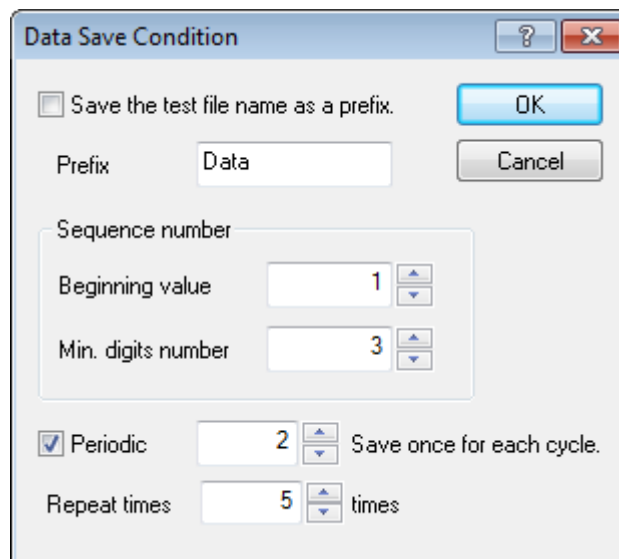 Data Save Condition
?
Save the test file name as a prefix.
OK
Prefix
Data
Cancel
Sequence number
Beginning value
1
Min. digits number
3
Periodic
2
Save once for each cycle.
Repeat times
5
times